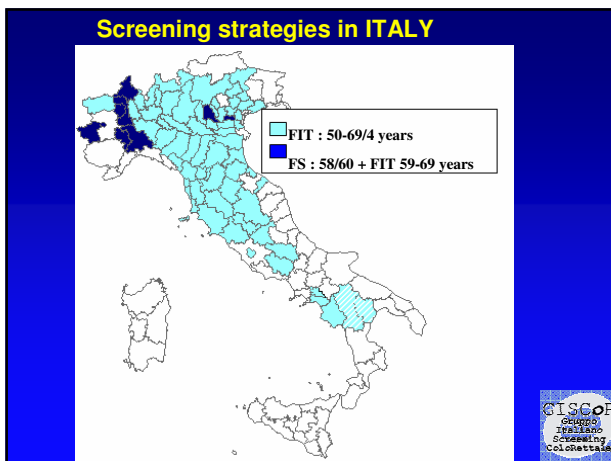 Screening strategies in ITALY
FIT : 50-69/4 years
FS : 58/60 + FIT 59-69 years
GISCoR
Gruppo
Italiano
Screening
ColoRettale